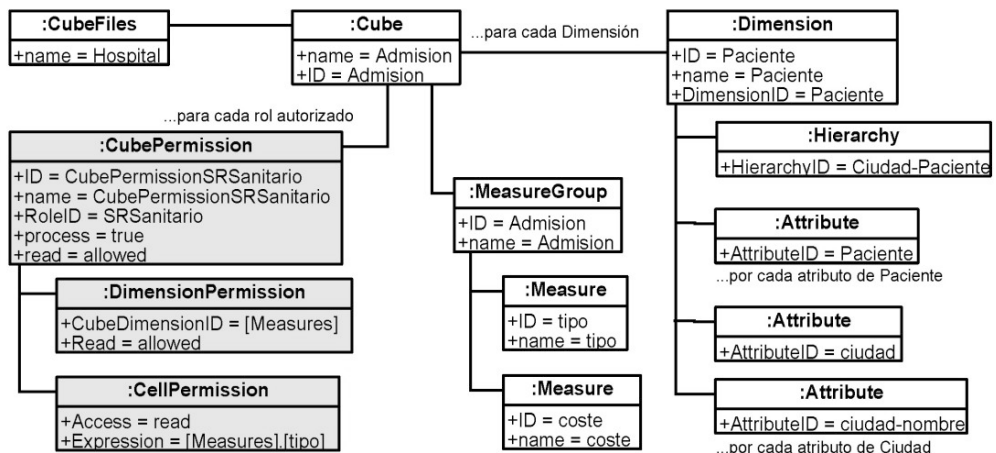 :CubeFiles
+name = Hospital
:Cube
+name = Admision
+ID = Admision
...para cada Dimensión
:Dimension
+ID = Paciente
+name = Paciente
+DimensionID = Paciente
...para cada rol autorizado
:CubePermission
+ID = CubePermissionSRSanitario
+name = CubePermissionSRSanitario
+RoleID = SRSanitario
+process = true
+read = allowed
:DimensionPermission
+CubeDimensionID = [Measures]
+Read = allowed
:CellPermission
+Access = read
+Expression = [Measures].[tipo]
:MeasureGroup
+ID = Admision
+name = Admision
:Measure
+ID = tipo
+name = tipo
:Measure
+ID = coste
+name = coste
:Hierarchy
+HierarchyID = Ciudad-Paciente
:Attribute
+AttributeID = Paciente
...por cada atributo de Paciente
:Attribute
+AttributeID = ciudad
:Attribute
+AttributeID = ciudad-nombre
...por cada atributo de Ciudad